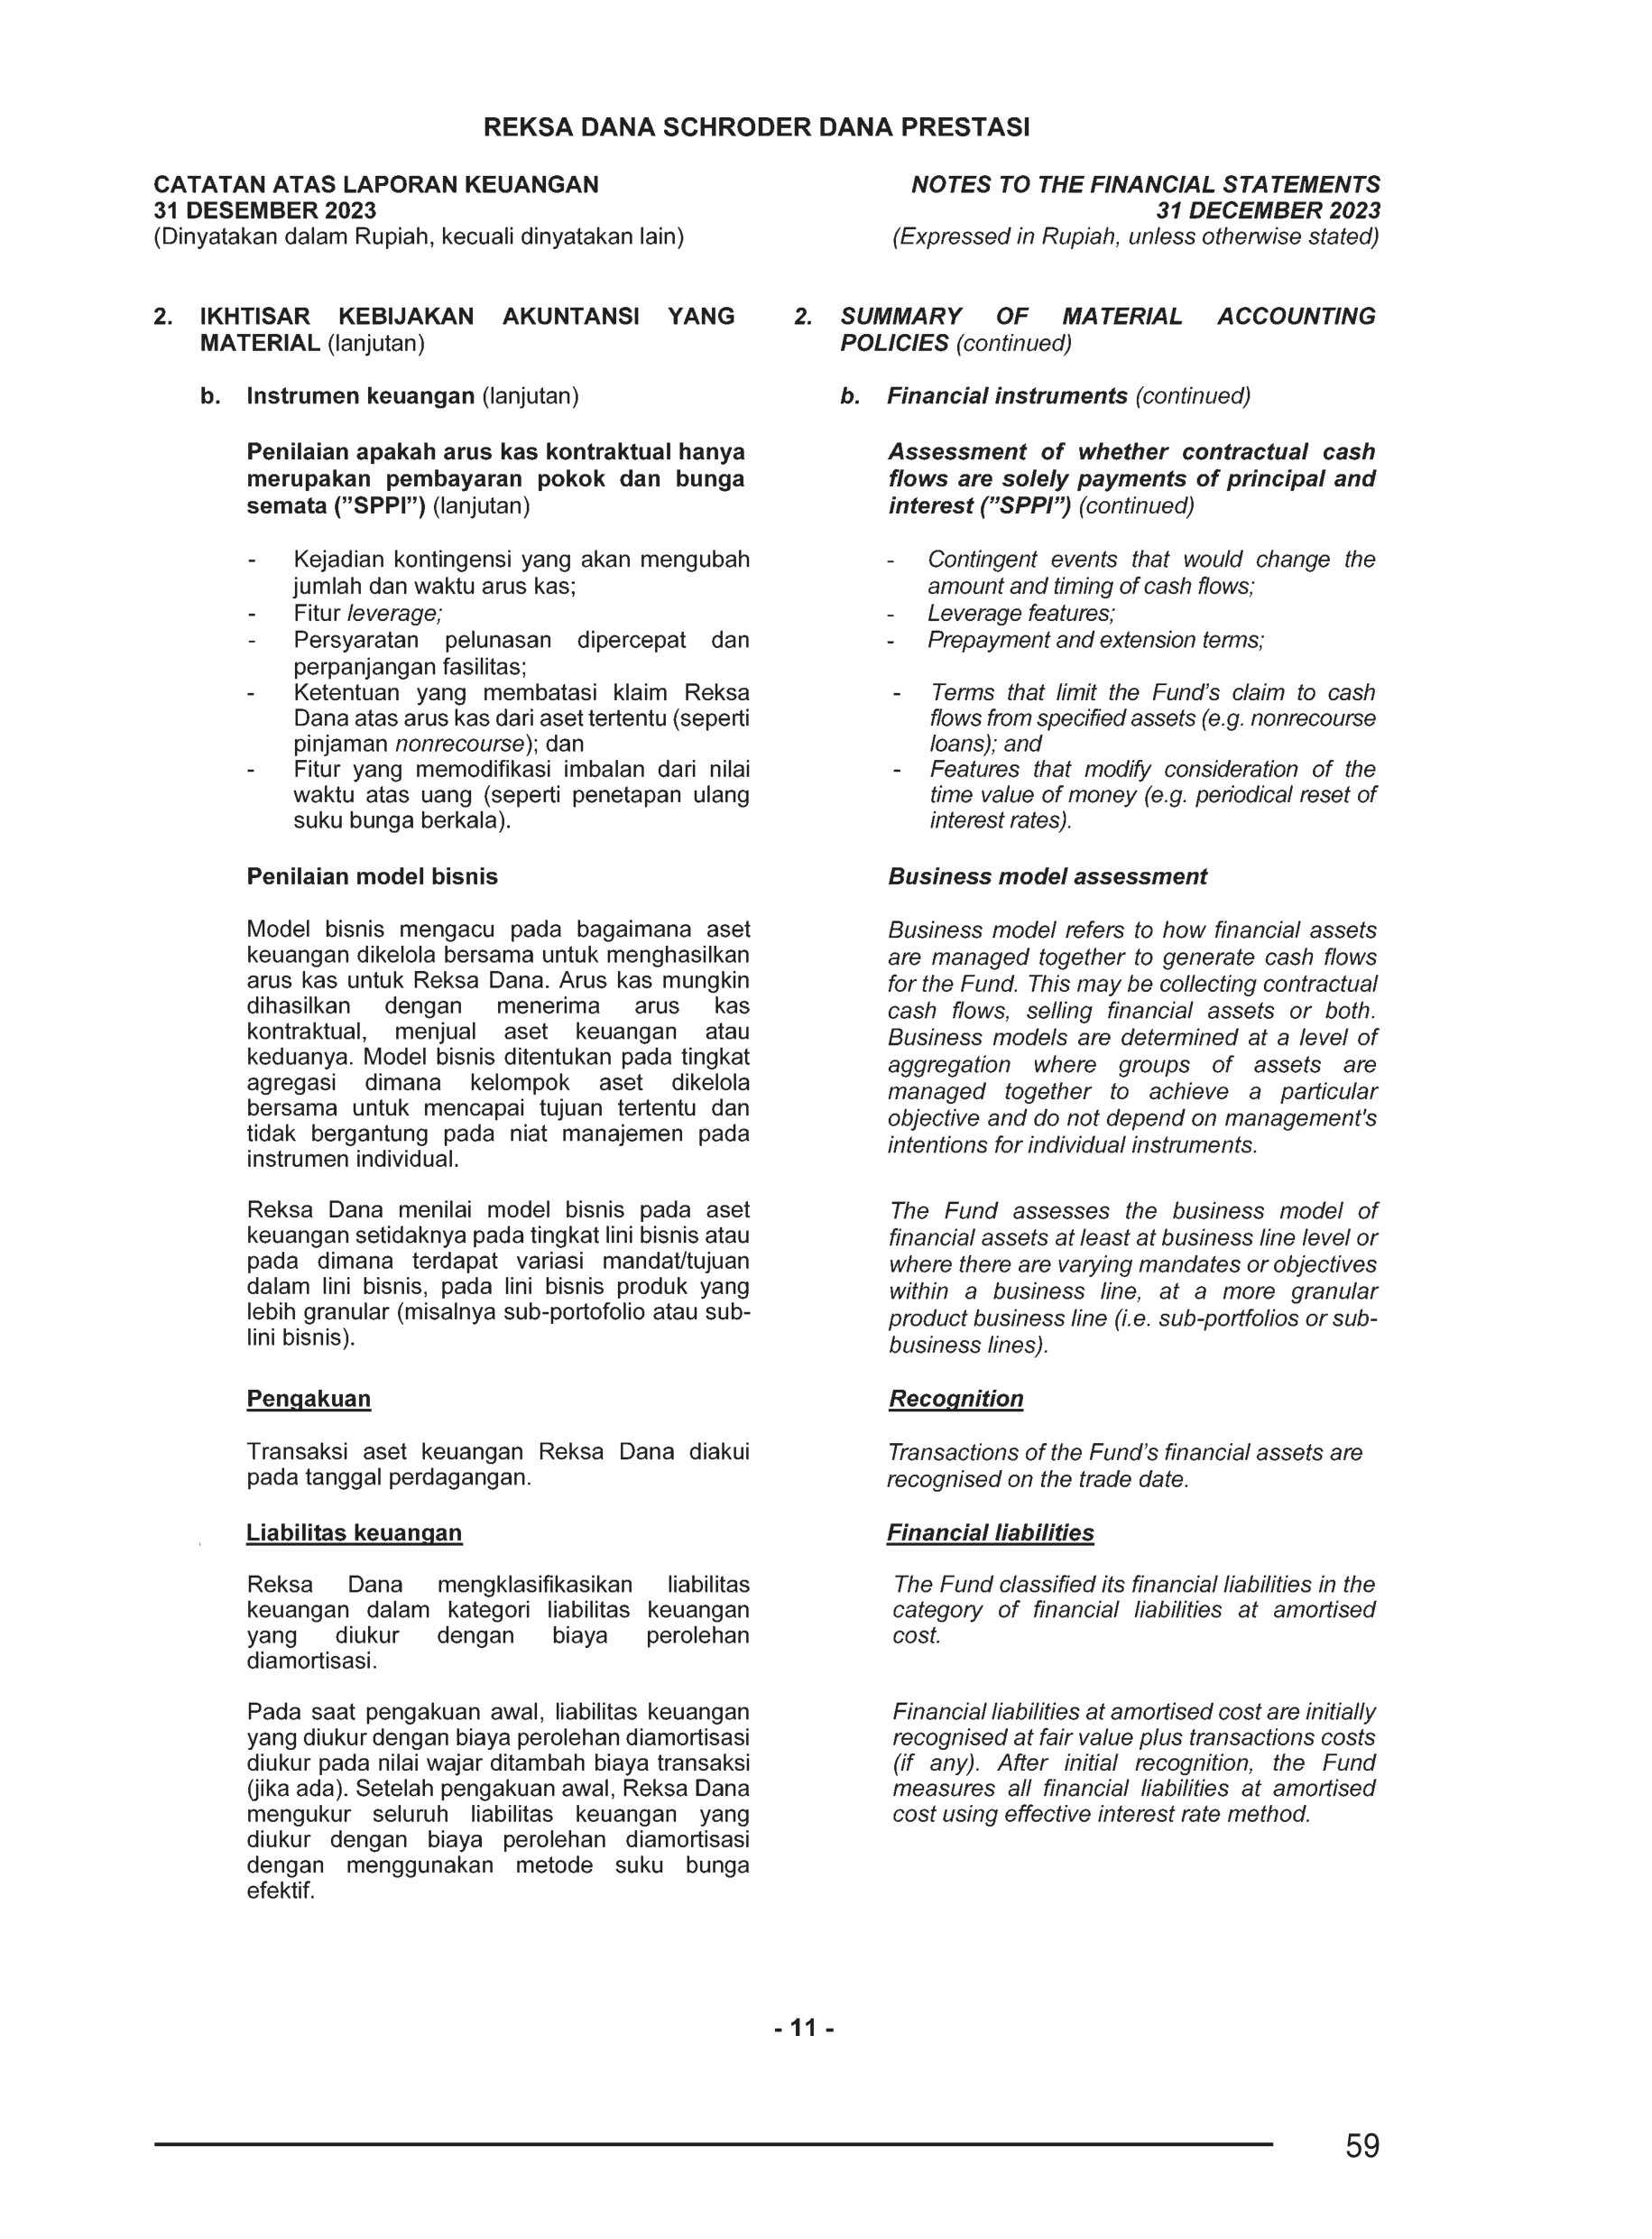 REKSA DANA SCHRODER DANA PRESTASI
CATATAN ATAS LAPORAN KEUANGAN
31 DESEMBER 2023
(Dinyatakan dalam Rupiah, kecuali dinyatakan lain)
NOTES TO THE FINANCIAL STATEMENTS
31 DECEMBER 2023
(Expressed in Rupiah, unless otherwise stated)
2. IKHTISAR KEBIJAKAN AKUNTANSI YANG
MATERIAL (lanjutan)
b. Instrumen keuangan (lanjutan)
Penilaian apakah arus kas kontraktual hanya
merupakan pembayaran pokok dan bunga
semata (”SPPI”) (lanjutan)
- Kejadian kontingensi yang akan mengubah
jumlah dan waktu arus kas;
- Fitur leverage;
- Persyaratan pelunasan dipercepat dan
perpanjangan fasilitas;
- Ketentuan yang membatasi klaim Reksa
Dana atas arus kas dari aset tertentu (seperti
pinjaman nonrecourse); dan
- Fitur yang memodifikasi imbalan dari nilai
waktu atas uang (seperti penetapan ulang
suku bunga berkala).
Penilaian model bisnis
Model bisnis mengacu pada bagaimana aset
keuangan dikelola bersama untuk menghasilkan
arus kas untuk Reksa Dana. Arus kas mungkin
dihasilkan dengan menerima arus kas
kontraktual, menjual aset keuangan atau
keduanya. Model bisnis ditentukan pada tingkat
agregasi dimana kelompok aset dikelola
bersama untuk mencapai tujuan tertentu dan
tidak bergantung pada niat manajemen pada
instrumen individual.
Reksa Dana menilai model bisnis pada aset
keuangan setidaknya pada tingkat lini bisnis atau
pada dimana terdapat variasi mandat/tujuan
dalam lini bisnis, pada lini bisnis produk yang
lebih granular (misalnya sub-portofolio atau sub-
lini bisnis).
Pengakuan
Transaksi aset keuangan Reksa Dana diakui
pada tanggal perdagangan.
Liabilitas keuangan
Reksa Dana mengklasifikasikan liabilitas
keuangan dalam kategori liabilitas keuangan
yang diukur dengan biaya perolehan
diamortisasi.
Pada saat pengakuan awal, liabilitas keuangan
yang diukur dengan biaya perolehan diamortisasi
diukur pada nilai wajar ditambah biaya transaksi
(jika ada). Setelah pengakuan awal, Reksa Dana
mengukur seluruh liabilitas keuangan yang
diukur dengan biaya perolehan diamortisasi
dengan menggunakan metode suku bunga
efektif.
2. SUMMARY OF MATERIAL ACCOUNTING
POLICIES (continued)
b. Financial instruments (continued)
Assessment of whether contractual cash
flows are solely payments of principal and
interest (”SPPI”) (continued)
- Contingent events that would change the
amount and timing of cash flows;
- Leverage features;
- Prepayment and extension terms;
- Terms that limit the Fund’s claim to cash
flows from specified assets (e.g. nonrecourse
loans); and
- Features that modify consideration of the
time value of money (e.g. periodical reset of
interest rates).
Business model assessment
Business model refers to how financial assets
are managed together to generate cash flows
for the Fund. This may be collecting contractual
cash flows, selling financial assets or both.
Business models are determined at a level of
aggregation where groups of assets are
managed together to achieve a particular
objective and do not depend on management's
intentions for individual instruments.
The Fund assesses the business model of
financial assets at least at business line level or
where there are varying mandates or objectives
within a business line, at a more granular
product business line (i.e. sub-portfolios or sub-
business lines).
Recognition
Transactions of the Fund’s financial assets are
recognised on the trade date.
Financial liabilities
The Fund classified its financial liabilities in the
category of financial liabilities at amortised
cost.
Financial liabilities at amortised cost are initially
recognised at fair value plus transactions costs
(if any). After initial recognition, the Fund
measures all financial liabilities at amortised
cost using effective interest rate method.
- 11 -
59